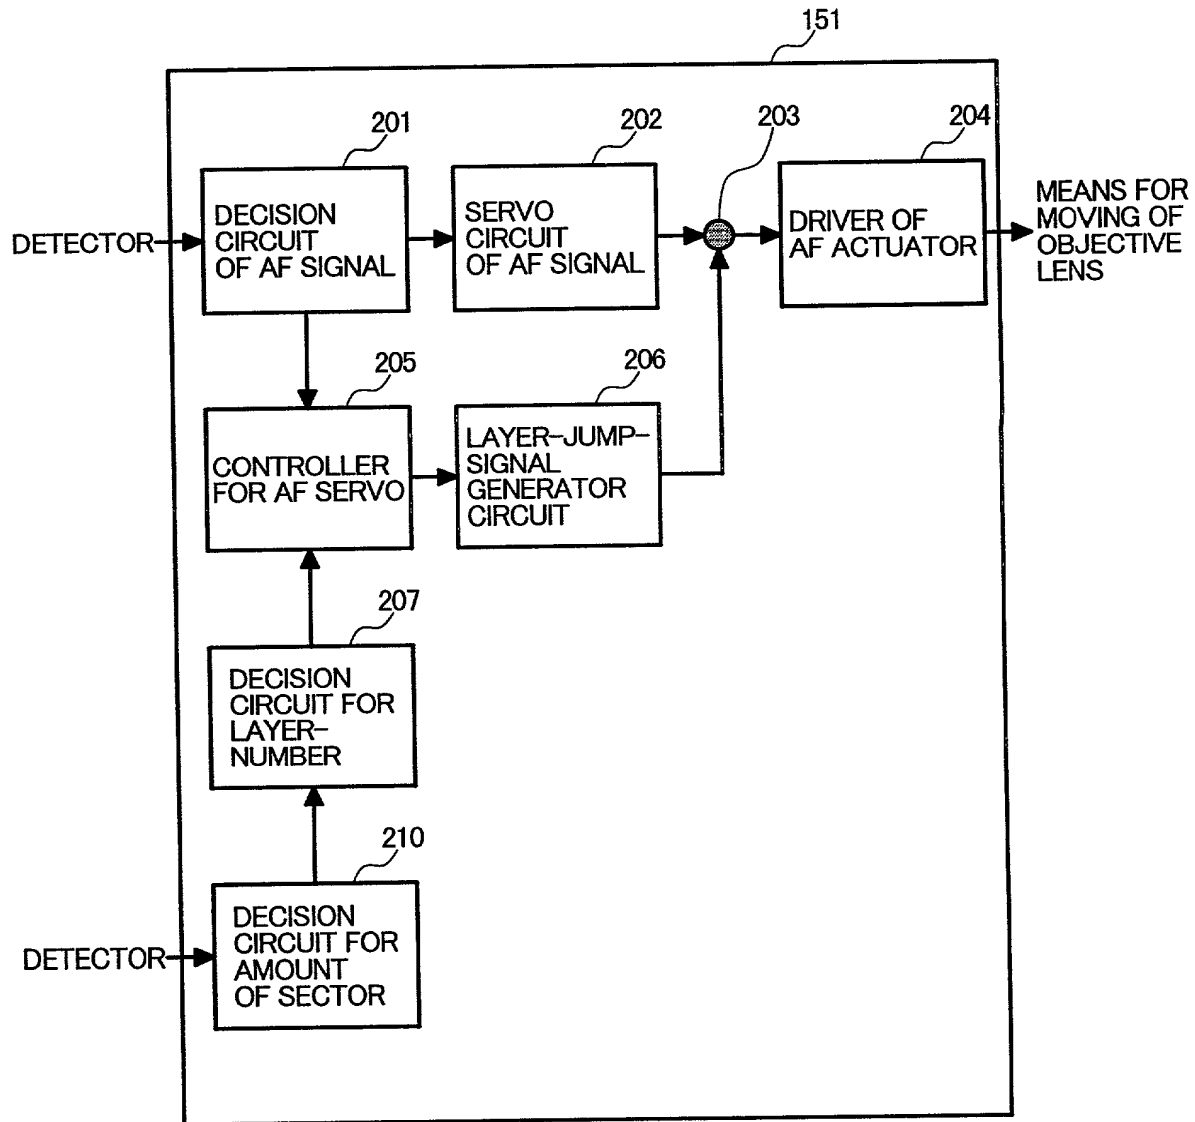 151
201
202
203
204
DETECTOR
DECISION
CIRCUIT
OF AF SIGNAL
SERVO
CIRCUIT
OF AF SIGNAL
DRIVER OF
AF ACTUATOR
MEANS FOR
MOVING OF
OBJECTIVE
LENS
205
206
CONTROLLER
FOR AF SERVO
LAYER-JUMP-
SIGNAL
GENERATOR
CIRCUIT
207
DECISION
CIRCUIT FOR
LAYER-
NUMBER
210
DETECTOR
DECISION
CIRCUIT FOR
AMOUNT
OF SECTOR